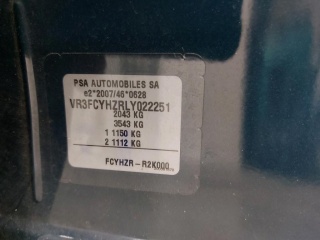 PSA AUTOMOBILES SA
e2*2007/46*0628
VR3FCYHZRLY022251
2043 KG
3543 KG
1 1150 KG
2 1112 KG
FCYHZR-R2K000